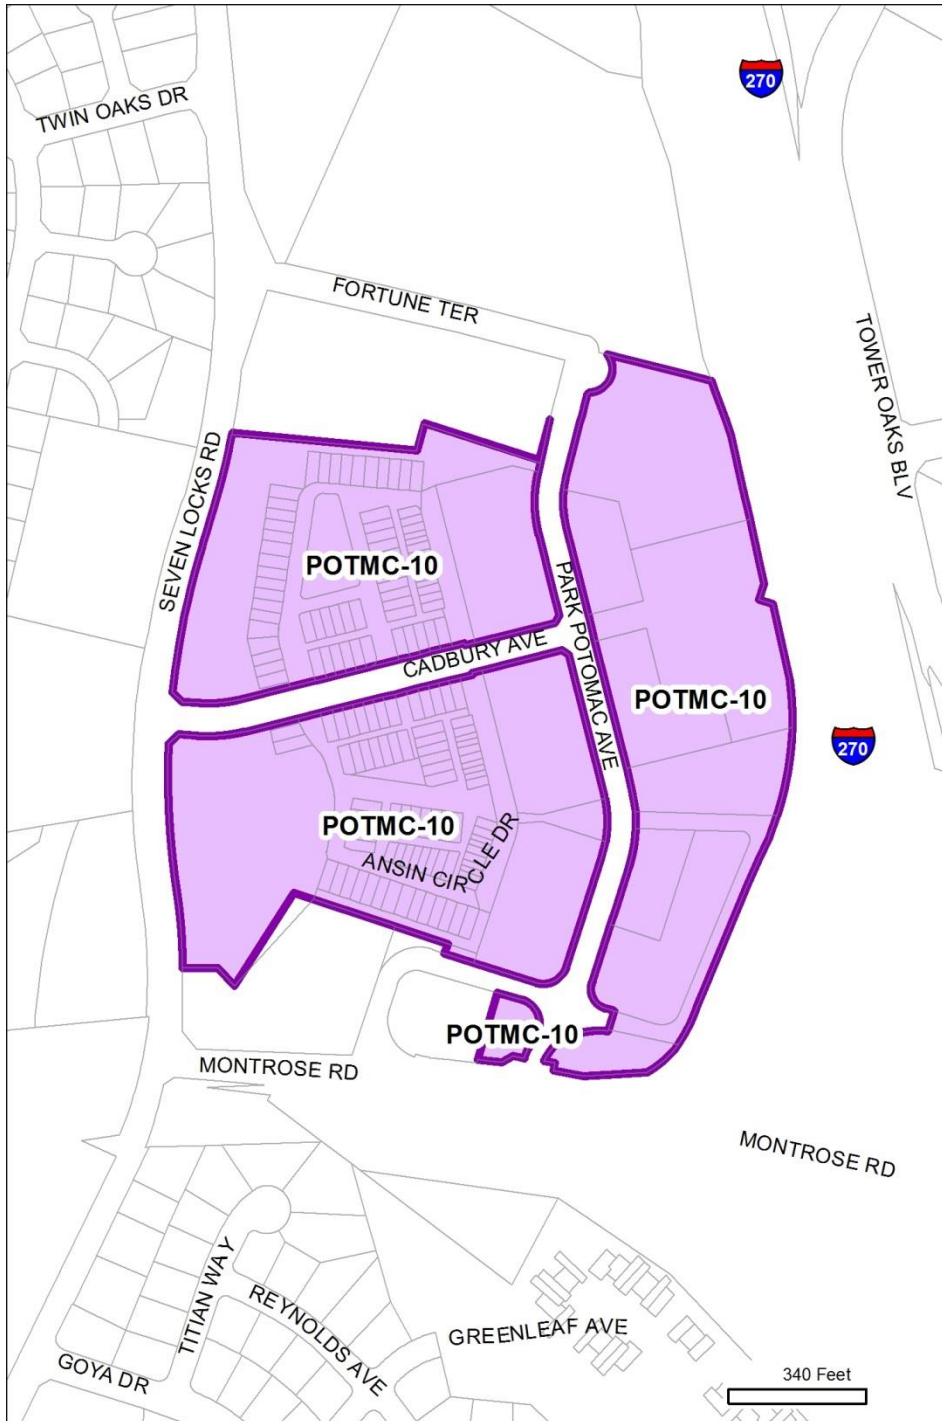 270
TWIN OAKS DR
FORTUNE TER
TOWER OAKS BLV
SEVEN LOCKS RD
POTMC-10
PARK POTOMAC AVE
CADBURY AVE
POTMC-10
270
POTMC-10
ANSIN CIRCLE DR
POTMC-10
MONTROSE RD
MONTROSE RD
TITIAN WAY
REYNOLDS AVE
GREENLEAF AVE
GOYA DR
340 Feet